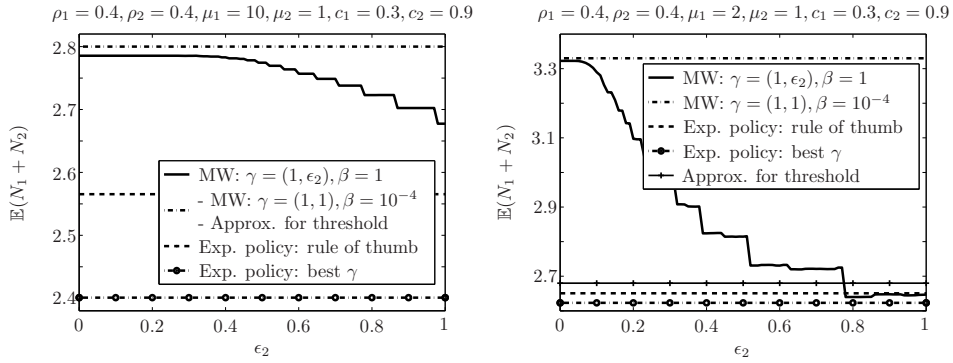 ρ₁ = 0.4, ρ₂ = 0.4, μ₁ = 10, μ₂ = 1, c₁ = 0.3, c₂ = 0.9
2.8
2.7
2.6
2.5
2.4
𝔼(N₁ + N₂)
MW: γ = (1, ϵ₂), β = 1
- MW: γ = (1, 1), β = 10⁻⁴
- Approx. for threshold
Exp. policy: rule of thumb
Exp. policy: best γ
0 0.2 0.4 0.6 0.8 1
ϵ₂
ρ₁ = 0.4, ρ₂ = 0.4, μ₁ = 2, μ₂ = 1, c₁ = 0.3, c₂ = 0.9
3.3
3.1
2.9
2.7
𝔼(N₁ + N₂)
MW: γ = (1, ϵ₂), β = 1
MW: γ = (1, 1), β = 10⁻⁴
Exp. policy: rule of thumb
Exp. policy: best γ
Approx. for threshold
0 0.2 0.4 0.6 0.8 1
ϵ₂